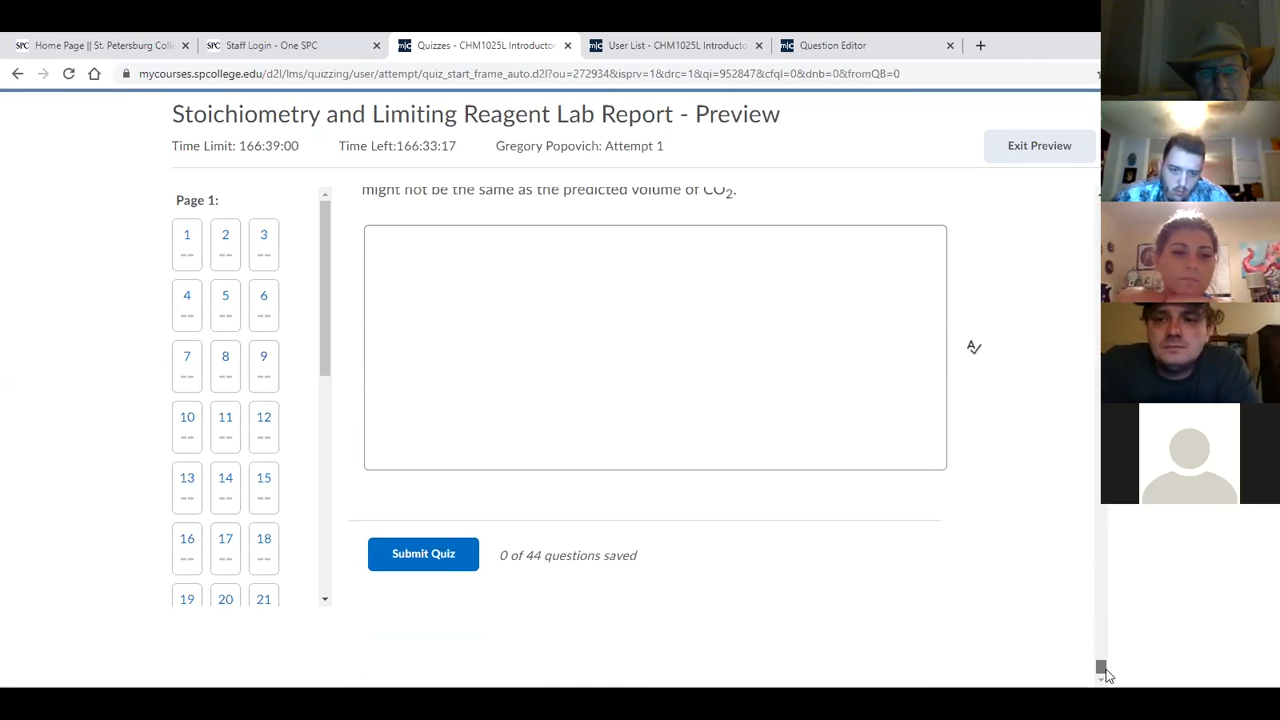 SPC Home Page || St. Petersburg Coll
SPC Staff Login - One SPC
m|c Quizzes - CHM1025L Introducto
m|c User List - CHM1025L Introducto
m|c Question Editor
mycourses.spcollege.edu/d2l/lms/quizzing/user/attempt/quiz_start_frame_auto.d2l?ou=272934&isprv=1&drc=1&qi=952847&cfql=0&dnb=0&fromQB=0
Stoichiometry and Limiting Reagent Lab Report - Preview
Time Limit: 166:39:00 Time Left:166:33:17 Gregory Popovich: Attempt 1
Exit Preview
Page 1:
1 2 3
-- -- --
4 5 6
-- -- --
7 8 9
-- -- --
10 11 12
-- -- --
13 14 15
-- -- --
16 17 18
-- -- --
19 20 21
might not be the same as the predicted volume of CO2.
Submit Quiz 0 of 44 questions saved